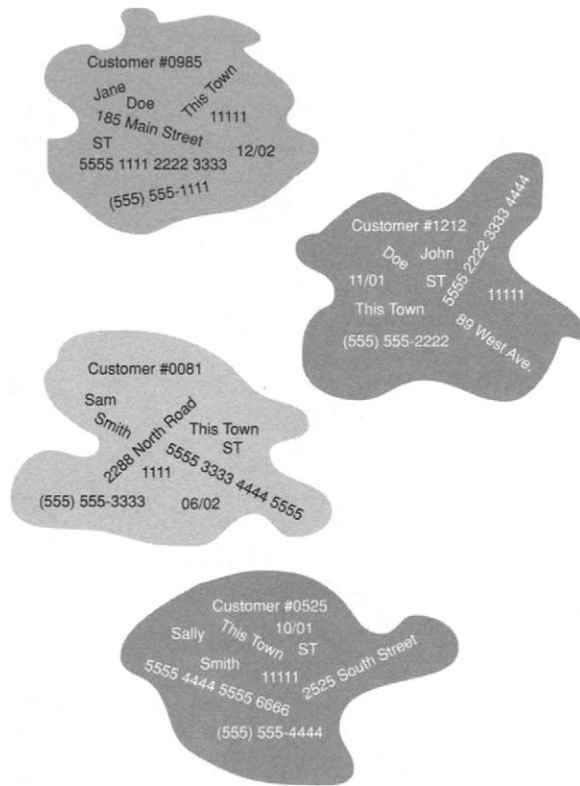 Customer #0985
Jane
Doe
This Town
185 Main Street
11111
ST
12/02
5555 1111 2222 3333
(555) 555-1111
Customer #1212
Doe
John
5555 2222 3333 4444
11/01
ST
11111
This Town
89 West Ave.
(555) 555-2222
Customer #0081
Sam
Smith
2288 North Road
This Town
ST
1111
5555 3333 4444 5555
(555) 555-3333
06/02
Customer #0525
10/01
Sally
This Town
ST
Smith
11111
2525 South Street
5555 4444 5555 6666
(555) 555-4444